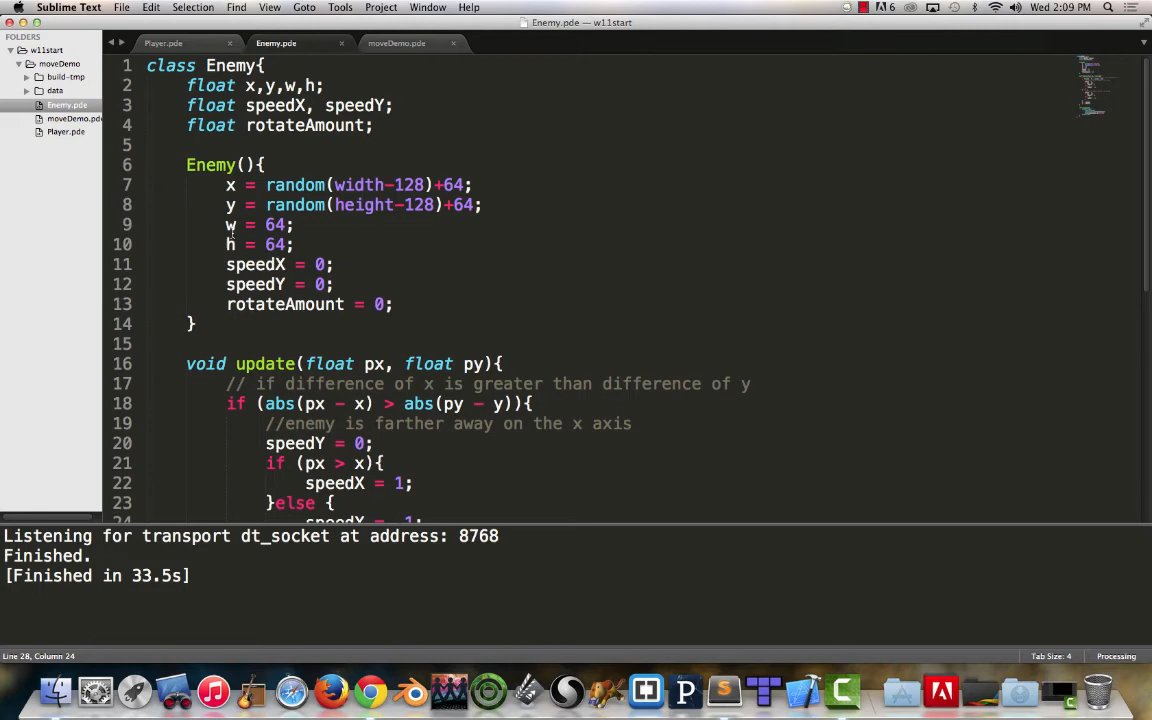 Sublime Text File Edit Selection Find View Goto Tools Project Window Help 6 Wed 2:09 PM
Enemy.pde — w11start
FOLDERS
w11start
moveDemo
build-tmp
data
Enemy.pde
moveDemo.pde
Player.pde
Player.pde Enemy.pde moveDemo.pde
1 class Enemy{
2 float x,y,w,h;
3 float speedX, speedY;
4 float rotateAmount;
5
6 Enemy(){
7 x = random(width-128)+64;
8 y = random(height-128)+64;
9 w = 64;
10 h = 64;
11 speedX = 0;
12 speedY = 0;
13 rotateAmount = 0;
14 }
15
16 void update(float px, float py){
17 // if difference of x is greater than difference of y
18 if (abs(px - x) > abs(py - y)){
19 //enemy is farther away on the x axis
20 speedY = 0;
21 if (px > x){
22 speedX = 1;
23 }else {
24 speedX = -1;
Listening for transport dt_socket at address: 8768
Finished.
[Finished in 33.5s]
Line 28, Column 24 Tab Size: 4 Processing